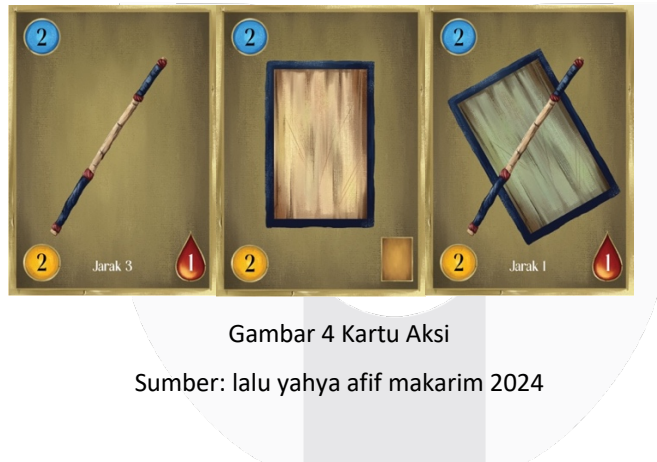 2 2 2
2 Jarak 3 1 2 2 Jarak 1 1
Gambar 4 Kartu Aksi
Sumber: lalu yahya afif makarim 2024